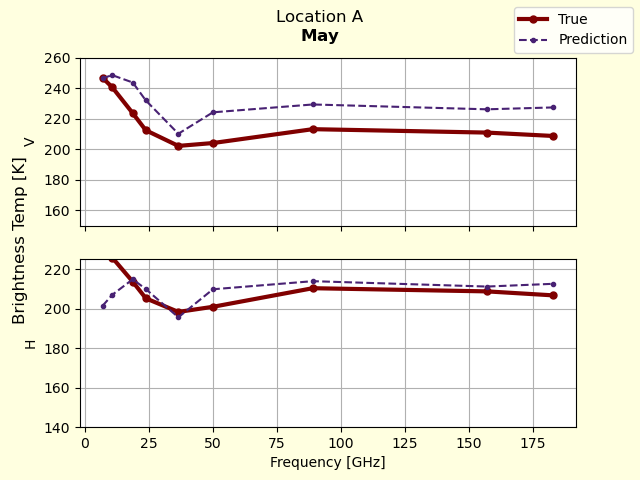 Location A
May
True
Prediction
260
240
220
200
180
160
V
Brightness Temp [K]
220
200
180
160
140
H
0 25 50 75 100 125 150 175
Frequency [GHz]